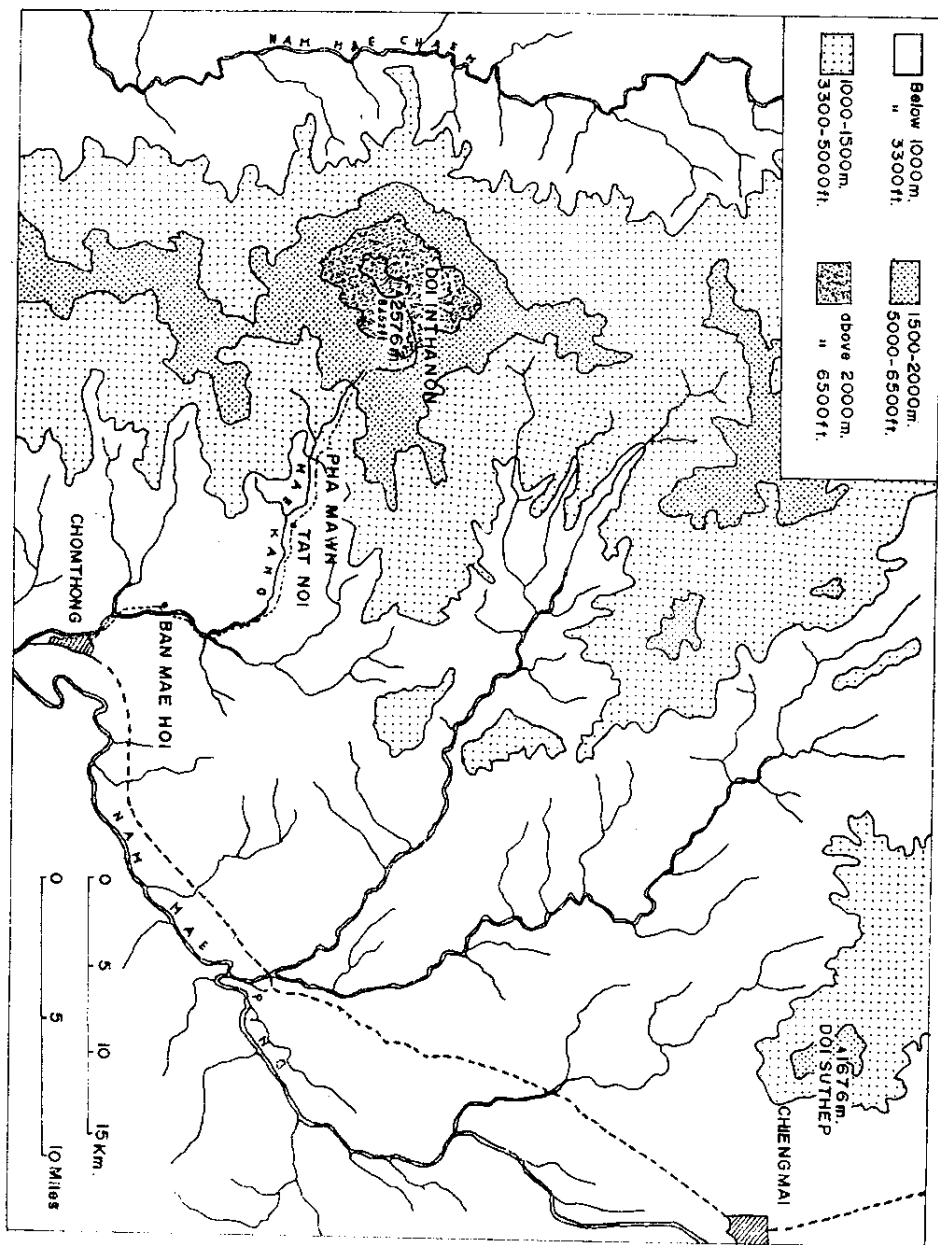 Below 1000m.
" 3300ft.
1000-1500m.
3300-5000ft.
1500-2000m.
5000-6500ft.
above 2000m.
" 6500ft.
NAM MAE CHAEM
DOI INTHANON
2576m.
PHA MAWN
TAT NOI
MAE KANG
CHOMTHONG
BAN MAE HOI
NAM MAE PING
1676m.
DOI SUTHEP
CHIENGMAI
0 5 10 15 Km.
0 5 10 Miles